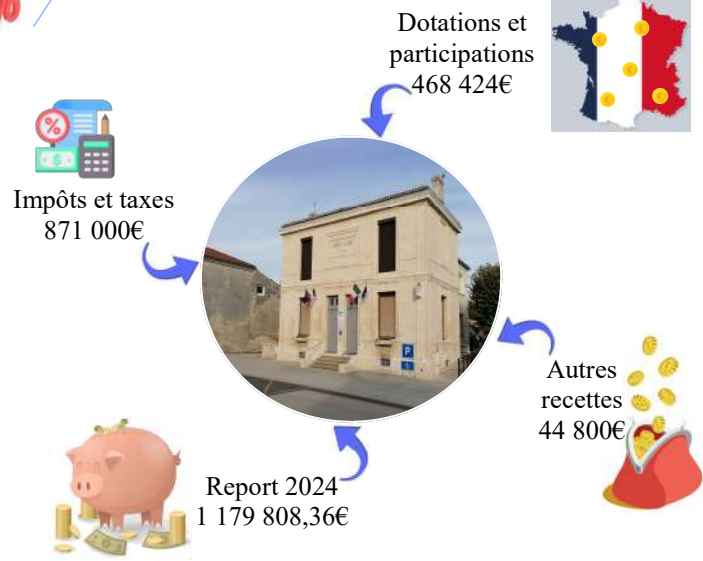 Dotations et
participations
468 424€
Impôts et taxes
871 000€
Autres
recettes
44 800€
Report 2024
1 179 808,36€